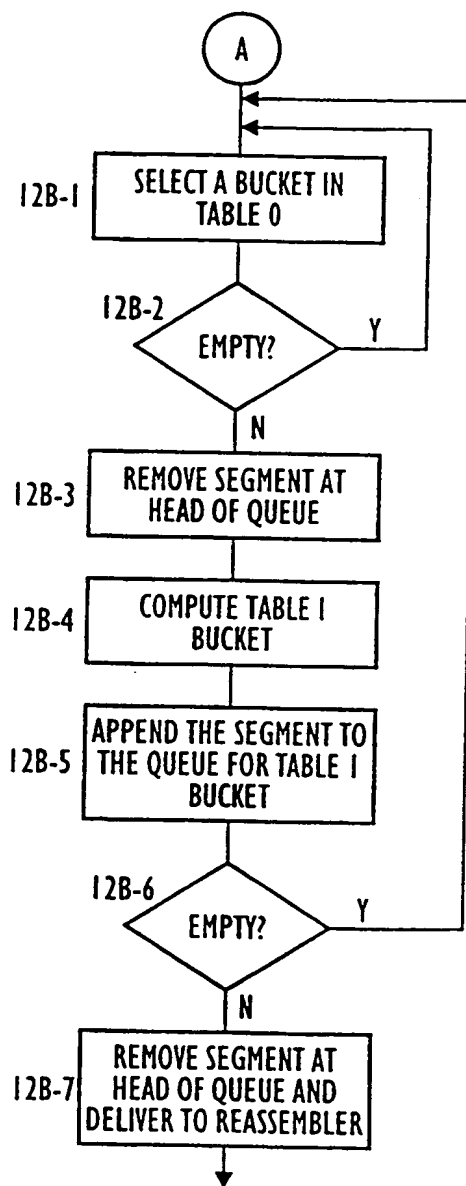 A
12B-1
SELECT A BUCKET IN
TABLE 0
12B-2
EMPTY?
Y
N
12B-3
REMOVE SEGMENT AT
HEAD OF QUEUE
12B-4
COMPUTE TABLE 1
BUCKET
12B-5
APPEND THE SEGMENT TO
THE QUEUE FOR TABLE 1
BUCKET
12B-6
EMPTY?
Y
N
12B-7
REMOVE SEGMENT AT
HEAD OF QUEUE AND
DELIVER TO REASSEMBLER